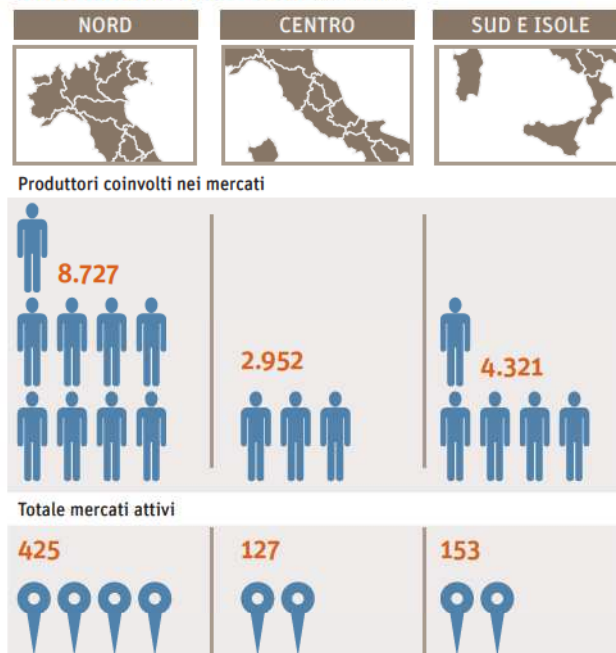 NORD
CENTRO
SUD E ISOLE
Produttori coinvolti nei mercati
8.727
2.952
4.321
Totale mercati attivi
425
127
153